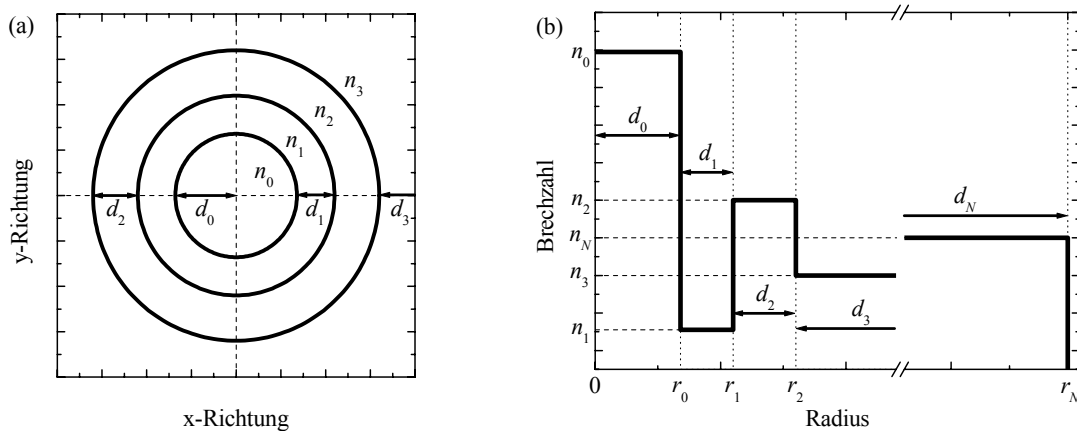 (a)
n3
n2
n1
n0
d2
d0
d1
d3
y-Richtung
x-Richtung
(b)
n0
n2
nN
n3
n1
Brechzahl
d0
d1
dN
d2
d3
0
r0
r1
r2
rN
Radius